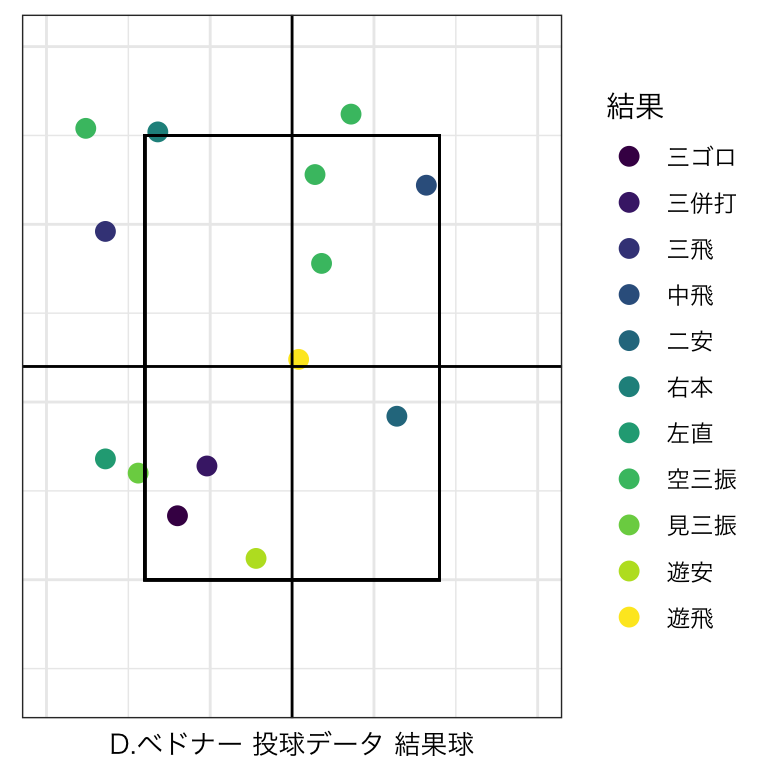 結果
三ゴロ
三併打
三飛
中飛
二安
右本
左直
空三振
見三振
遊安
遊飛
D.ベドナー 投球データ 結果球